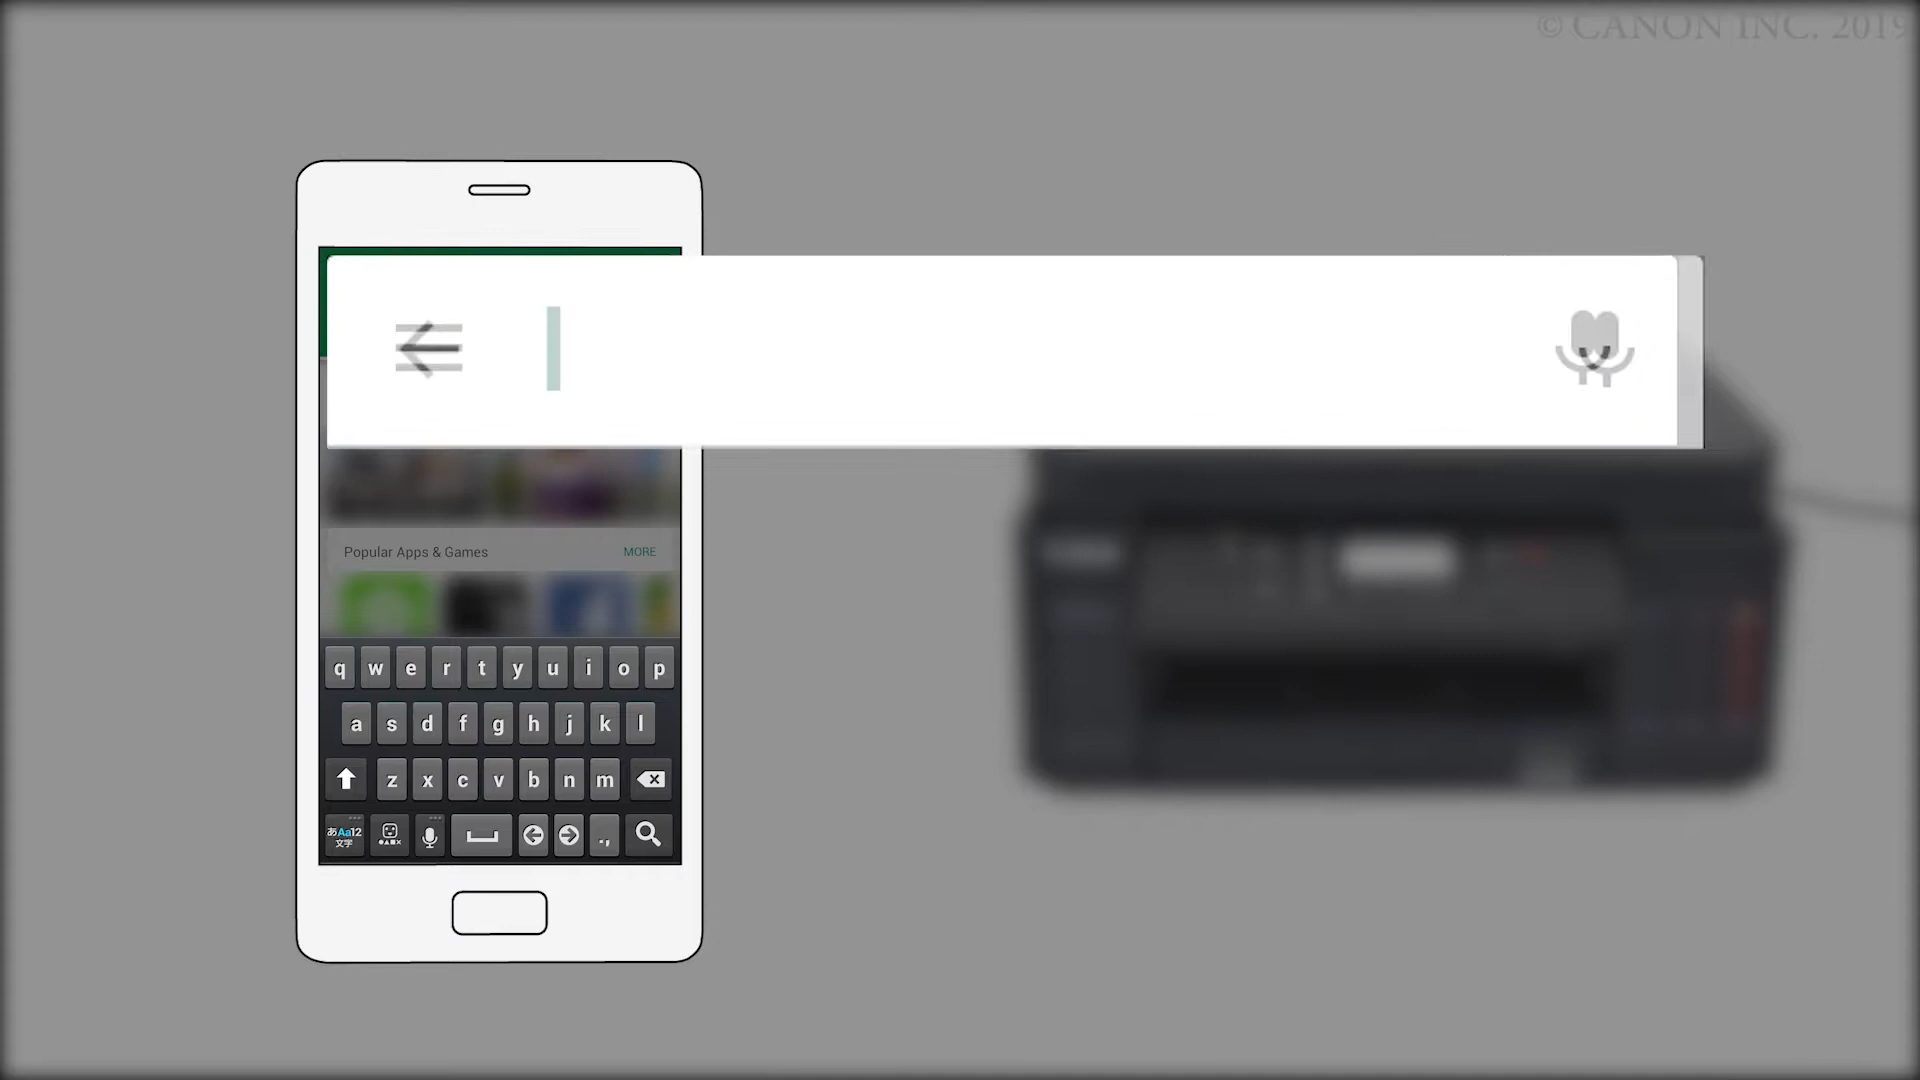 © CANON INC. 2019
Popular Apps & Games MORE
q w e r t y u i o p
a s d f g h j k l
z x c v b n m
あAa12 .,
文字